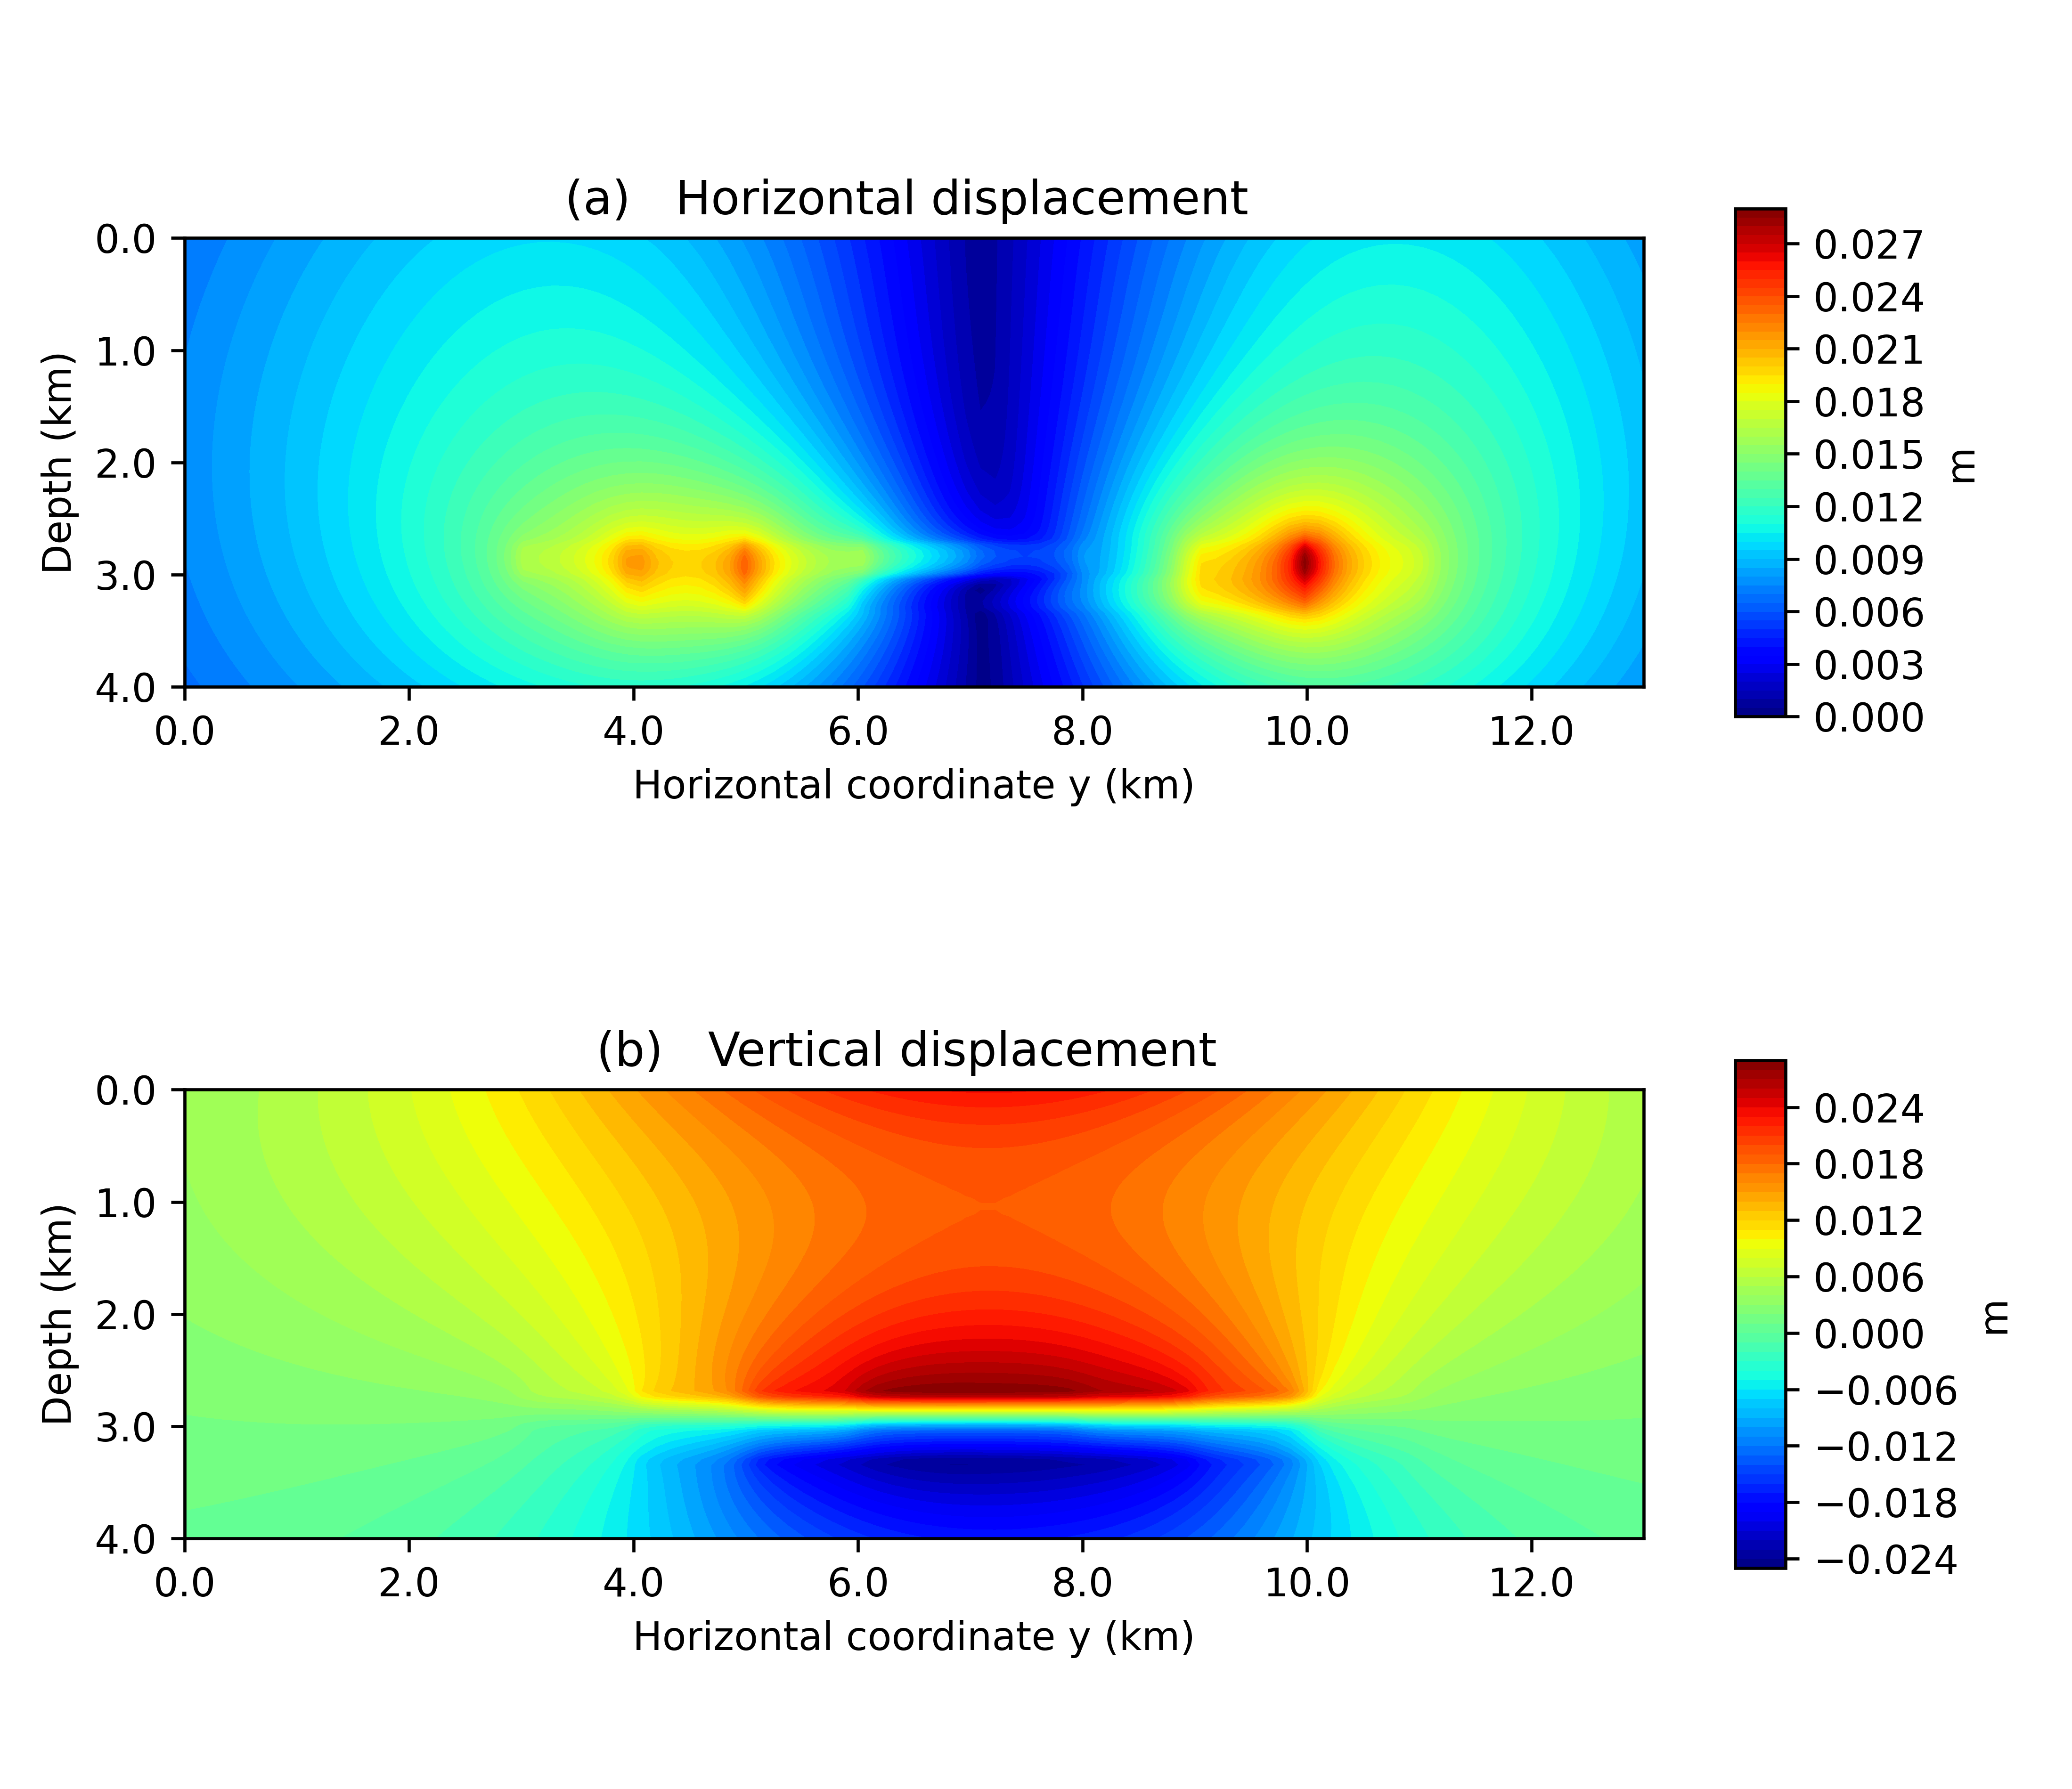 (a) Horizontal displacement
0.0
1.0
2.0
3.0
4.0
Depth (km)
0.0 2.0 4.0 6.0 8.0 10.0 12.0
Horizontal coordinate y (km)
0.027
0.024
0.021
0.018
0.015
0.012
0.009
0.006
0.003
0.000
m
(b) Vertical displacement
0.0
1.0
2.0
3.0
4.0
Depth (km)
0.0 2.0 4.0 6.0 8.0 10.0 12.0
Horizontal coordinate y (km)
0.024
0.018
0.012
0.006
0.000
−0.006
−0.012
−0.018
−0.024
m